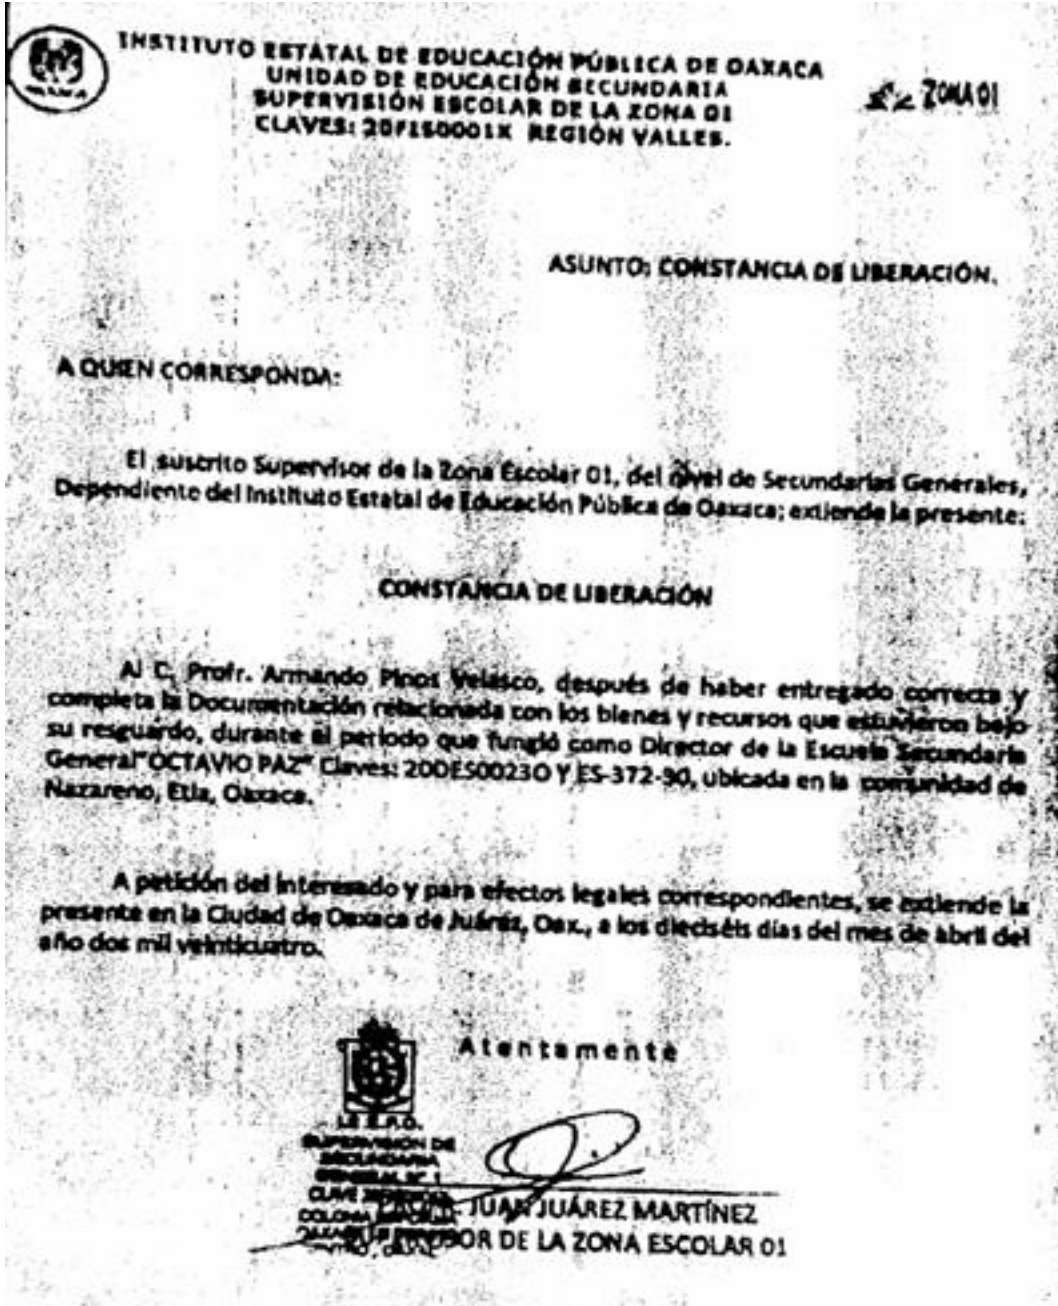 INSTITUTO ESTATAL DE EDUCACIÓN PÚBLICA DE OAXACA
UNIDAD DE EDUCACIÓN SECUNDARIA
SUPERVISIÓN ESCOLAR DE LA ZONA 01
CLAVES: 20FIS0001X REGIÓN VALLES.
ZONA 01
ASUNTO: CONSTANCIA DE LIBERACIÓN.
A QUIEN CORRESPONDA:
El suscrito Supervisor de la Zona Escolar 01, del nivel de Secundarias Generales,
Dependiente del Instituto Estatal de Educación Pública de Oaxaca; extiende la presente:
CONSTANCIA DE LIBERACIÓN
Al C. Profr. Armando Pinos Velasco, después de haber entregado correcta y
completa la Documentación relacionada con los bienes y recursos que estuvieron bajo
su resguardo, durante el periodo que fungió como Director de la Escuela Secundaria
General"OCTAVIO PAZ" Claves: 20DES0023O Y ES-372-90, ubicada en la comunidad de
Nazareno, Etla, Oaxaca.
A petición del interesado y para efectos legales correspondientes, se extiende la
presente en la Ciudad de Oaxaca de Juárez, Oax., a los dieciséis días del mes de abril del
año dos mil veinticuatro.
Atentamente
I.E.E.P.O.
SUPERVISIÓN DE
SECUNDARIA
GENERAL N° 1
CLAVE
COLONIA
JUAN JUÁREZ MARTÍNEZ
DE LA ZONA ESCOLAR 01